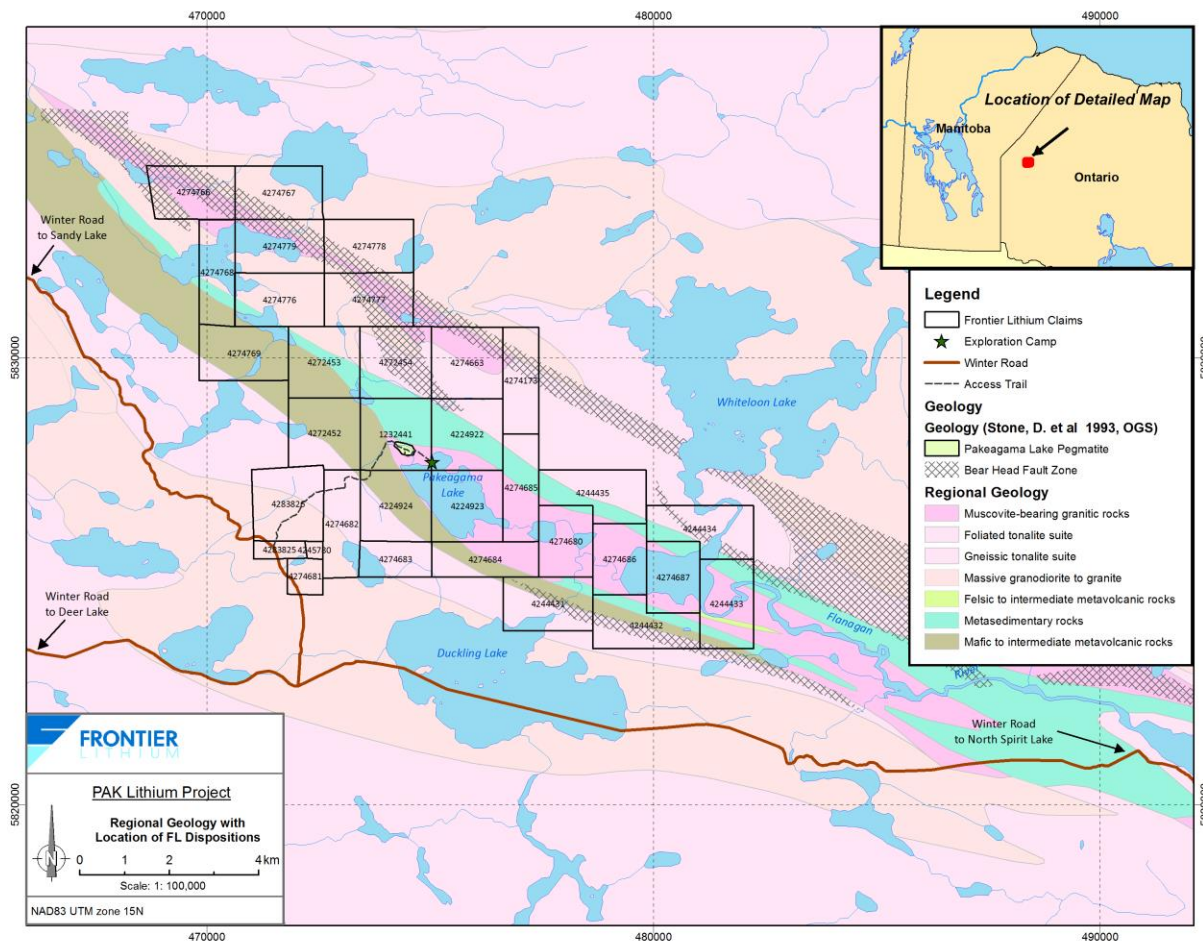 470000
480000
490000
Location of Detailed Map
Manitoba
Ontario
4274766
4274767
Winter Road
to Sandy Lake
4274779
4274778
4274768
4274776
4274777
5830000
5830000
4274769
4272453
4272454
4274663
4274173
Whiteloon Lake
4272452
1232441
4224922
Pakeagama
Lake
4283826
4274682
4224924
4224923
4274685
4244435
4244434
4274680
4283825
4245730
4274683
4274684
4274686
4274687
4274681
Winter Road
to Deer Lake
4244431
4244432
4244433
Flanagan
River
Duckling Lake
Winter Road
to North Spirit Lake
Legend
Frontier Lithium Claims
Exploration Camp
Winter Road
Access Trail
Geology
Geology (Stone, D. et al 1993, OGS)
Pakeagama Lake Pegmatite
Bear Head Fault Zone
Regional Geology
Muscovite-bearing granitic rocks
Foliated tonalite suite
Gneissic tonalite suite
Massive granodiorite to granite
Felsic to intermediate metavolcanic rocks
Metasedimentary rocks
Mafic to intermediate metavolcanic rocks
FRONTIER
LITHIUM
PAK Lithium Project
Regional Geology with
Location of FL Dispositions
N
0 1 2 4 km
Scale: 1: 100,000
NAD83 UTM zone 15N
5820000
5820000
470000
480000
490000